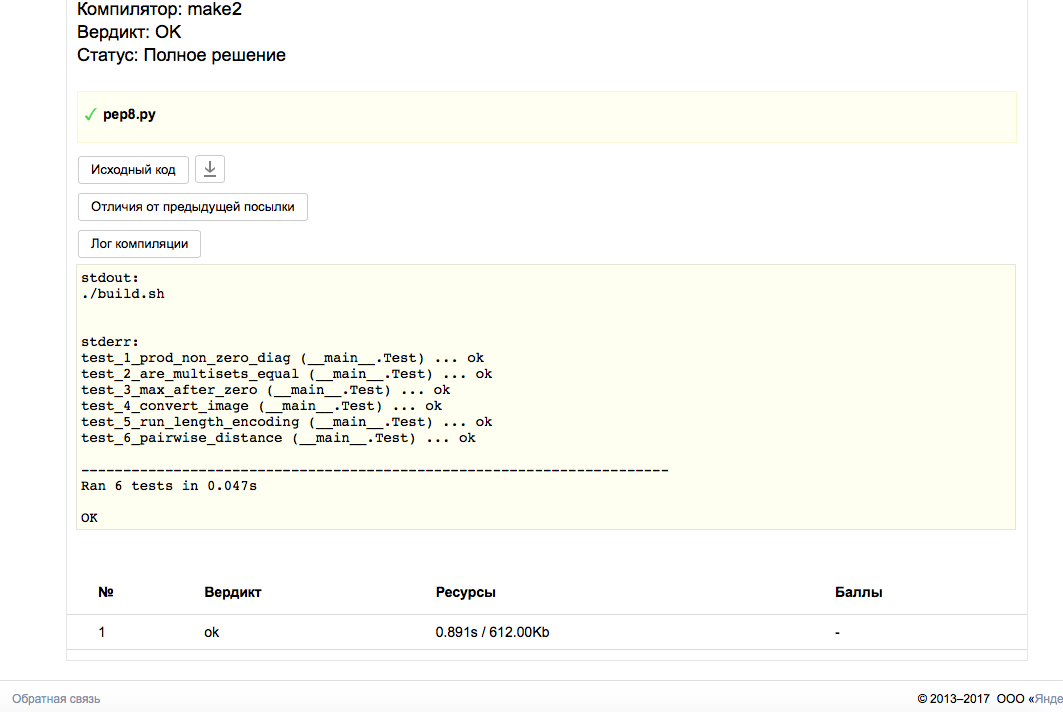 Компилятор: make2
Вердикт: OK
Статус: Полное решение
✓ pep8.py
Исходный код
Отличия от предыдущей посылки
Лог компиляции
stdout:
./build.sh
stderr:
test_1_prod_non_zero_diag (__main__.Test) ... ok
test_2_are_multisets_equal (__main__.Test) ... ok
test_3_max_after_zero (__main__.Test) ... ok
test_4_convert_image (__main__.Test) ... ok
test_5_run_length_encoding (__main__.Test) ... ok
test_6_pairwise_distance (__main__.Test) ... ok
----------------------------------------------------------------------
Ran 6 tests in 0.047s
OK
№ Вердикт Ресурсы Баллы
1 ok 0.891s / 612.00Kb -
Обратная связь © 2013–2017 ООО «Яндe